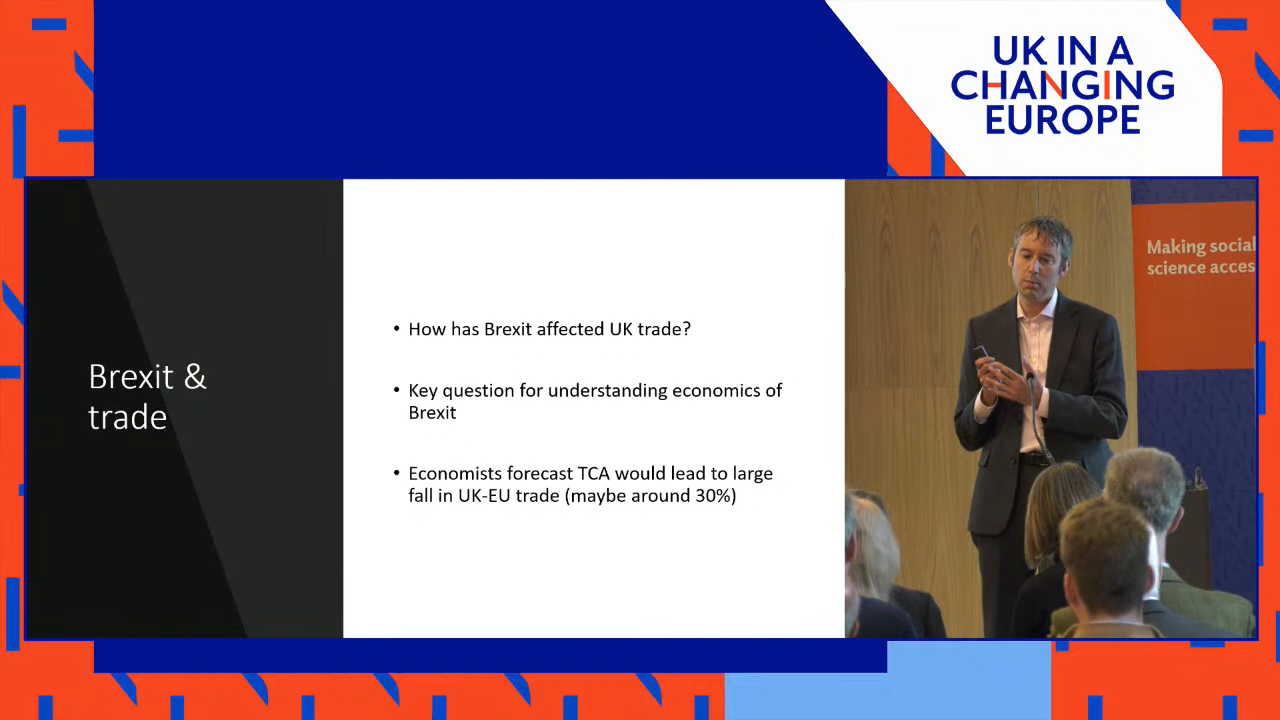 UK IN A
CHANGING
EUROPE
Brexit &
trade
• How has Brexit affected UK trade?
• Key question for understanding economics of
Brexit
• Economists forecast TCA would lead to large
fall in UK-EU trade (maybe around 30%)
Making social
science acces